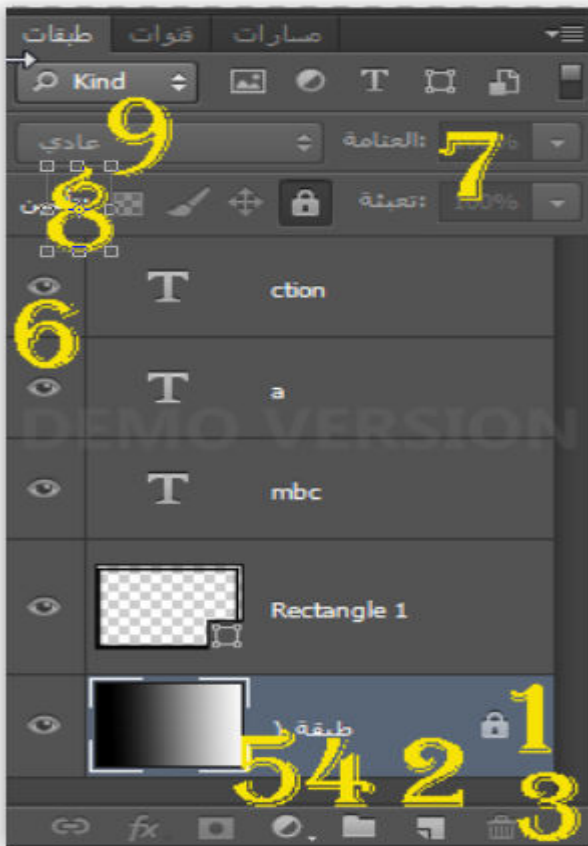 طبقات قنوات مسارات
Kind
9
عادي العتامة: 7
8 تعبئة: 100%
ction
6
a
DEMO VERSION
mbc
Rectangle 1
طبقة 1
5 4 2 3
fx